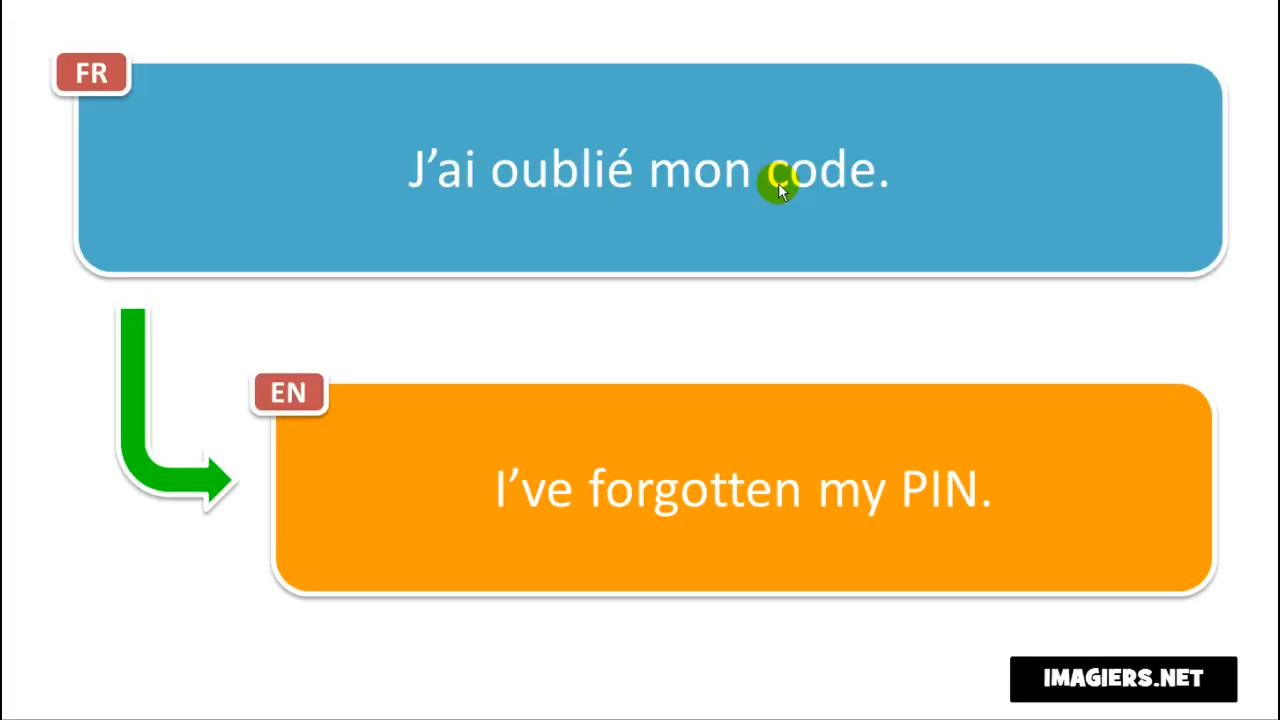 FR
J’ai oublié mon code.
EN
I’ve forgotten my PIN.
IMAGIERS.NET